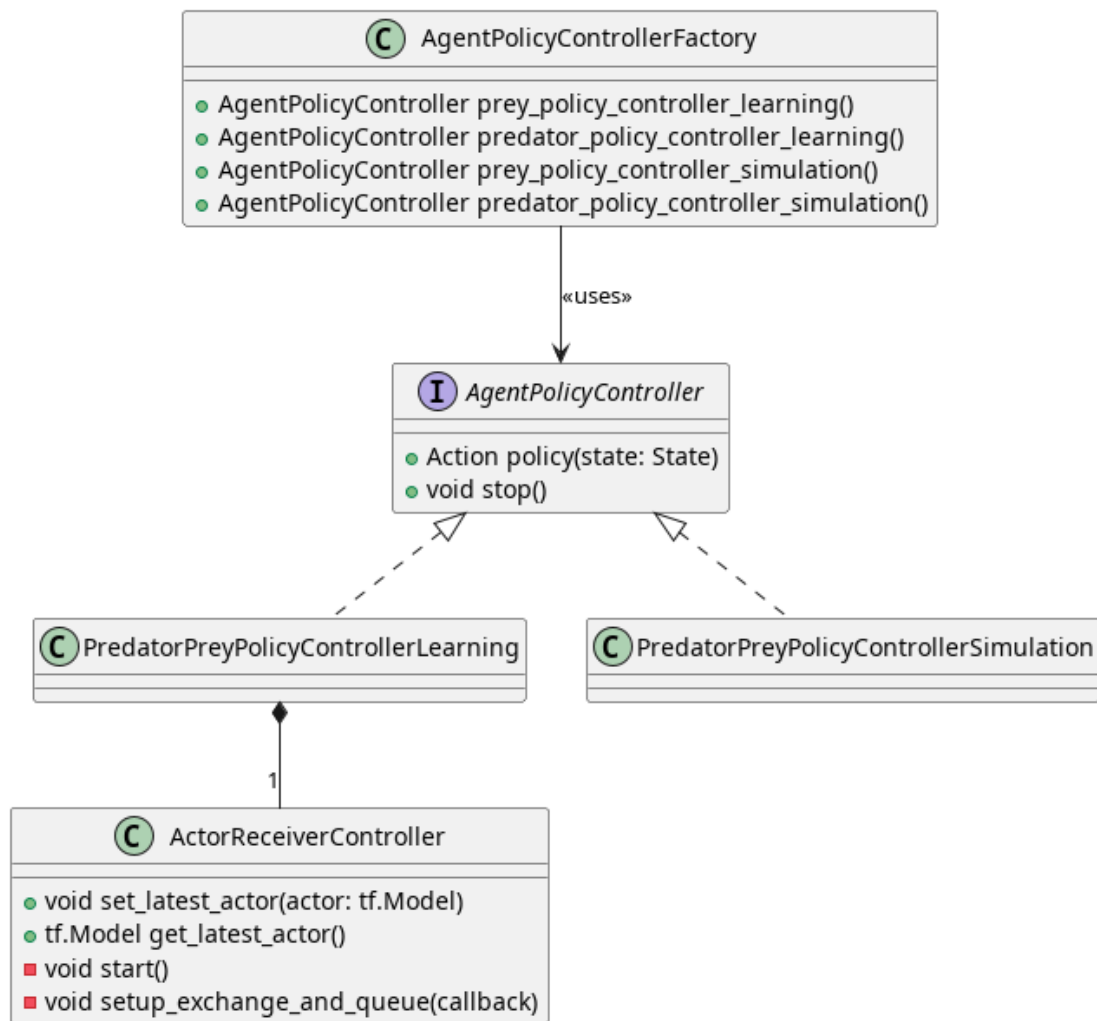 C AgentPolicyControllerFactory
AgentPolicyController prey_policy_controller_learning()
AgentPolicyController predator_policy_controller_learning()
AgentPolicyController prey_policy_controller_simulation()
AgentPolicyController predator_policy_controller_simulation()
«uses»
I AgentPolicyController
Action policy(state: State)
void stop()
C PredatorPreyPolicyControllerLearning
C PredatorPreyPolicyControllerSimulation
1
C ActorReceiverController
void set_latest_actor(actor: tf.Model)
tf.Model get_latest_actor()
void start()
void setup_exchange_and_queue(callback)